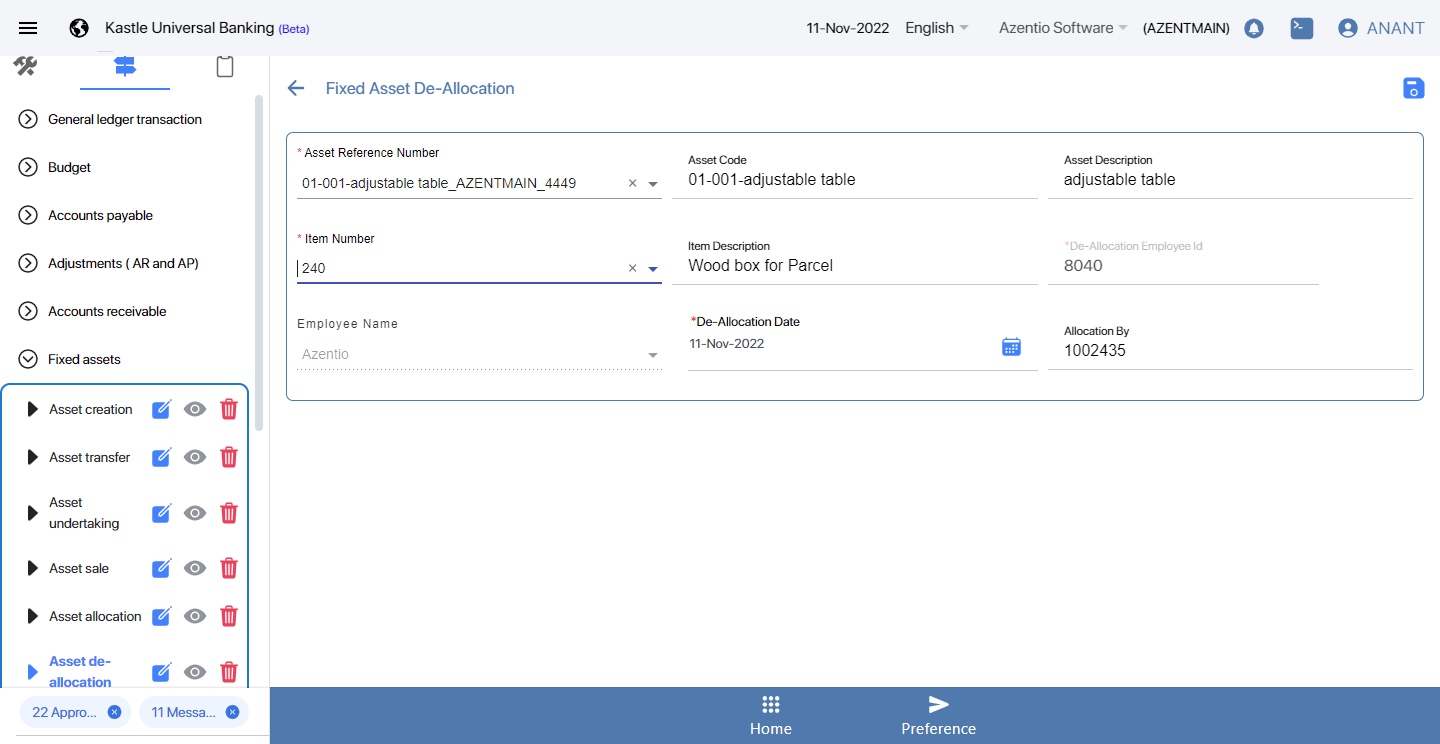 Kastle Universal Banking (Beta)
11-Nov-2022
English
Azentio Software
(AZENTMAIN)
ANANT
General ledger transaction
Budget
Accounts payable
Adjustments ( AR and AP)
Accounts receivable
Fixed assets
Asset creation
Asset transfer
Asset
undertaking
Asset sale
Asset allocation
Asset de-
allocation
22 Appro...
11 Messa...
Fixed Asset De-Allocation
* Asset Reference Number
01-001-adjustable table_AZENTMAIN_4449
Asset Code
01-001-adjustable table
Asset Description
adjustable table
* Item Number
240
Item Description
Wood box for Parcel
*De-Allocation Employee Id
8040
Employee Name
Azentio
*De-Allocation Date
11-Nov-2022
Allocation By
1002435
Home
Preference